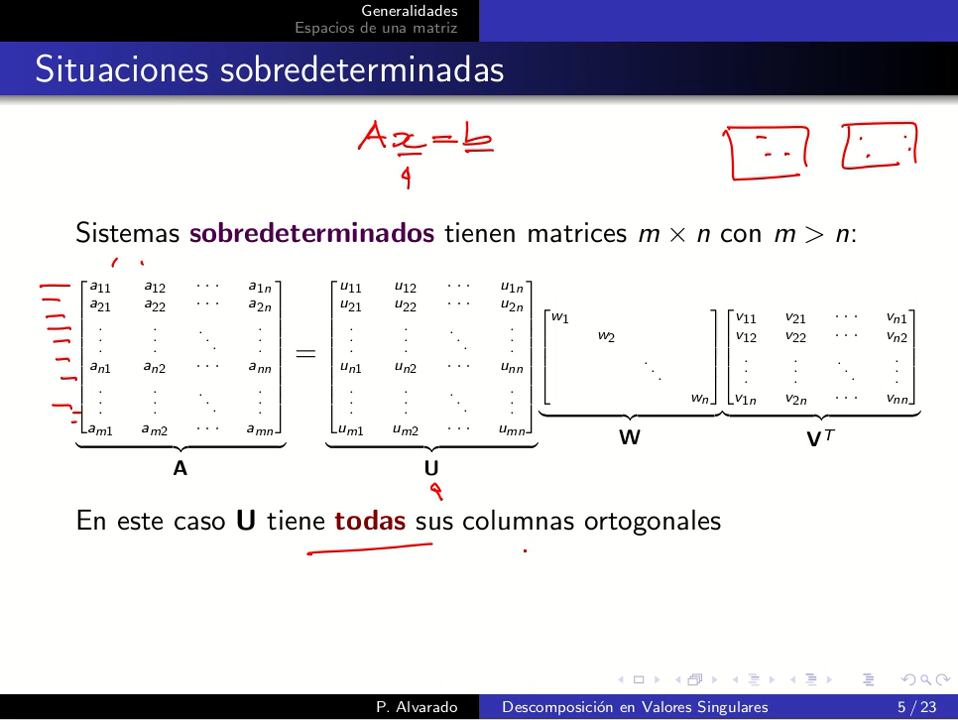 Generalidades
Espacios de una matriz
Situaciones sobredeterminadas
Ax = b
Sistemas sobredeterminados tienen matrices m × n con m > n:
[a11 a12 ··· a1n; a21 a22 ··· a2n; ⋮ ⋮ ⋱ ⋮; an1 an2 ··· ann; ⋮ ⋮ ⋱ ⋮; am1 am2 ··· amn] = [u11 u12 ··· u1n; u21 u22 ··· u2n; ⋮ ⋮ ⋱ ⋮; un1 un2 ··· unn; ⋮ ⋮ ⋱ ⋮; um1 um2 ··· umn] [w1 w2 ⋱ wn] [v11 v21 ··· vn1; v12 v22 ··· vn2; ⋮ ⋮ ⋱ ⋮; v1n v2n ··· vnn]
A U W V^T
En este caso U tiene todas sus columnas ortogonales
P. Alvarado Descomposición en Valores Singulares 5 / 23